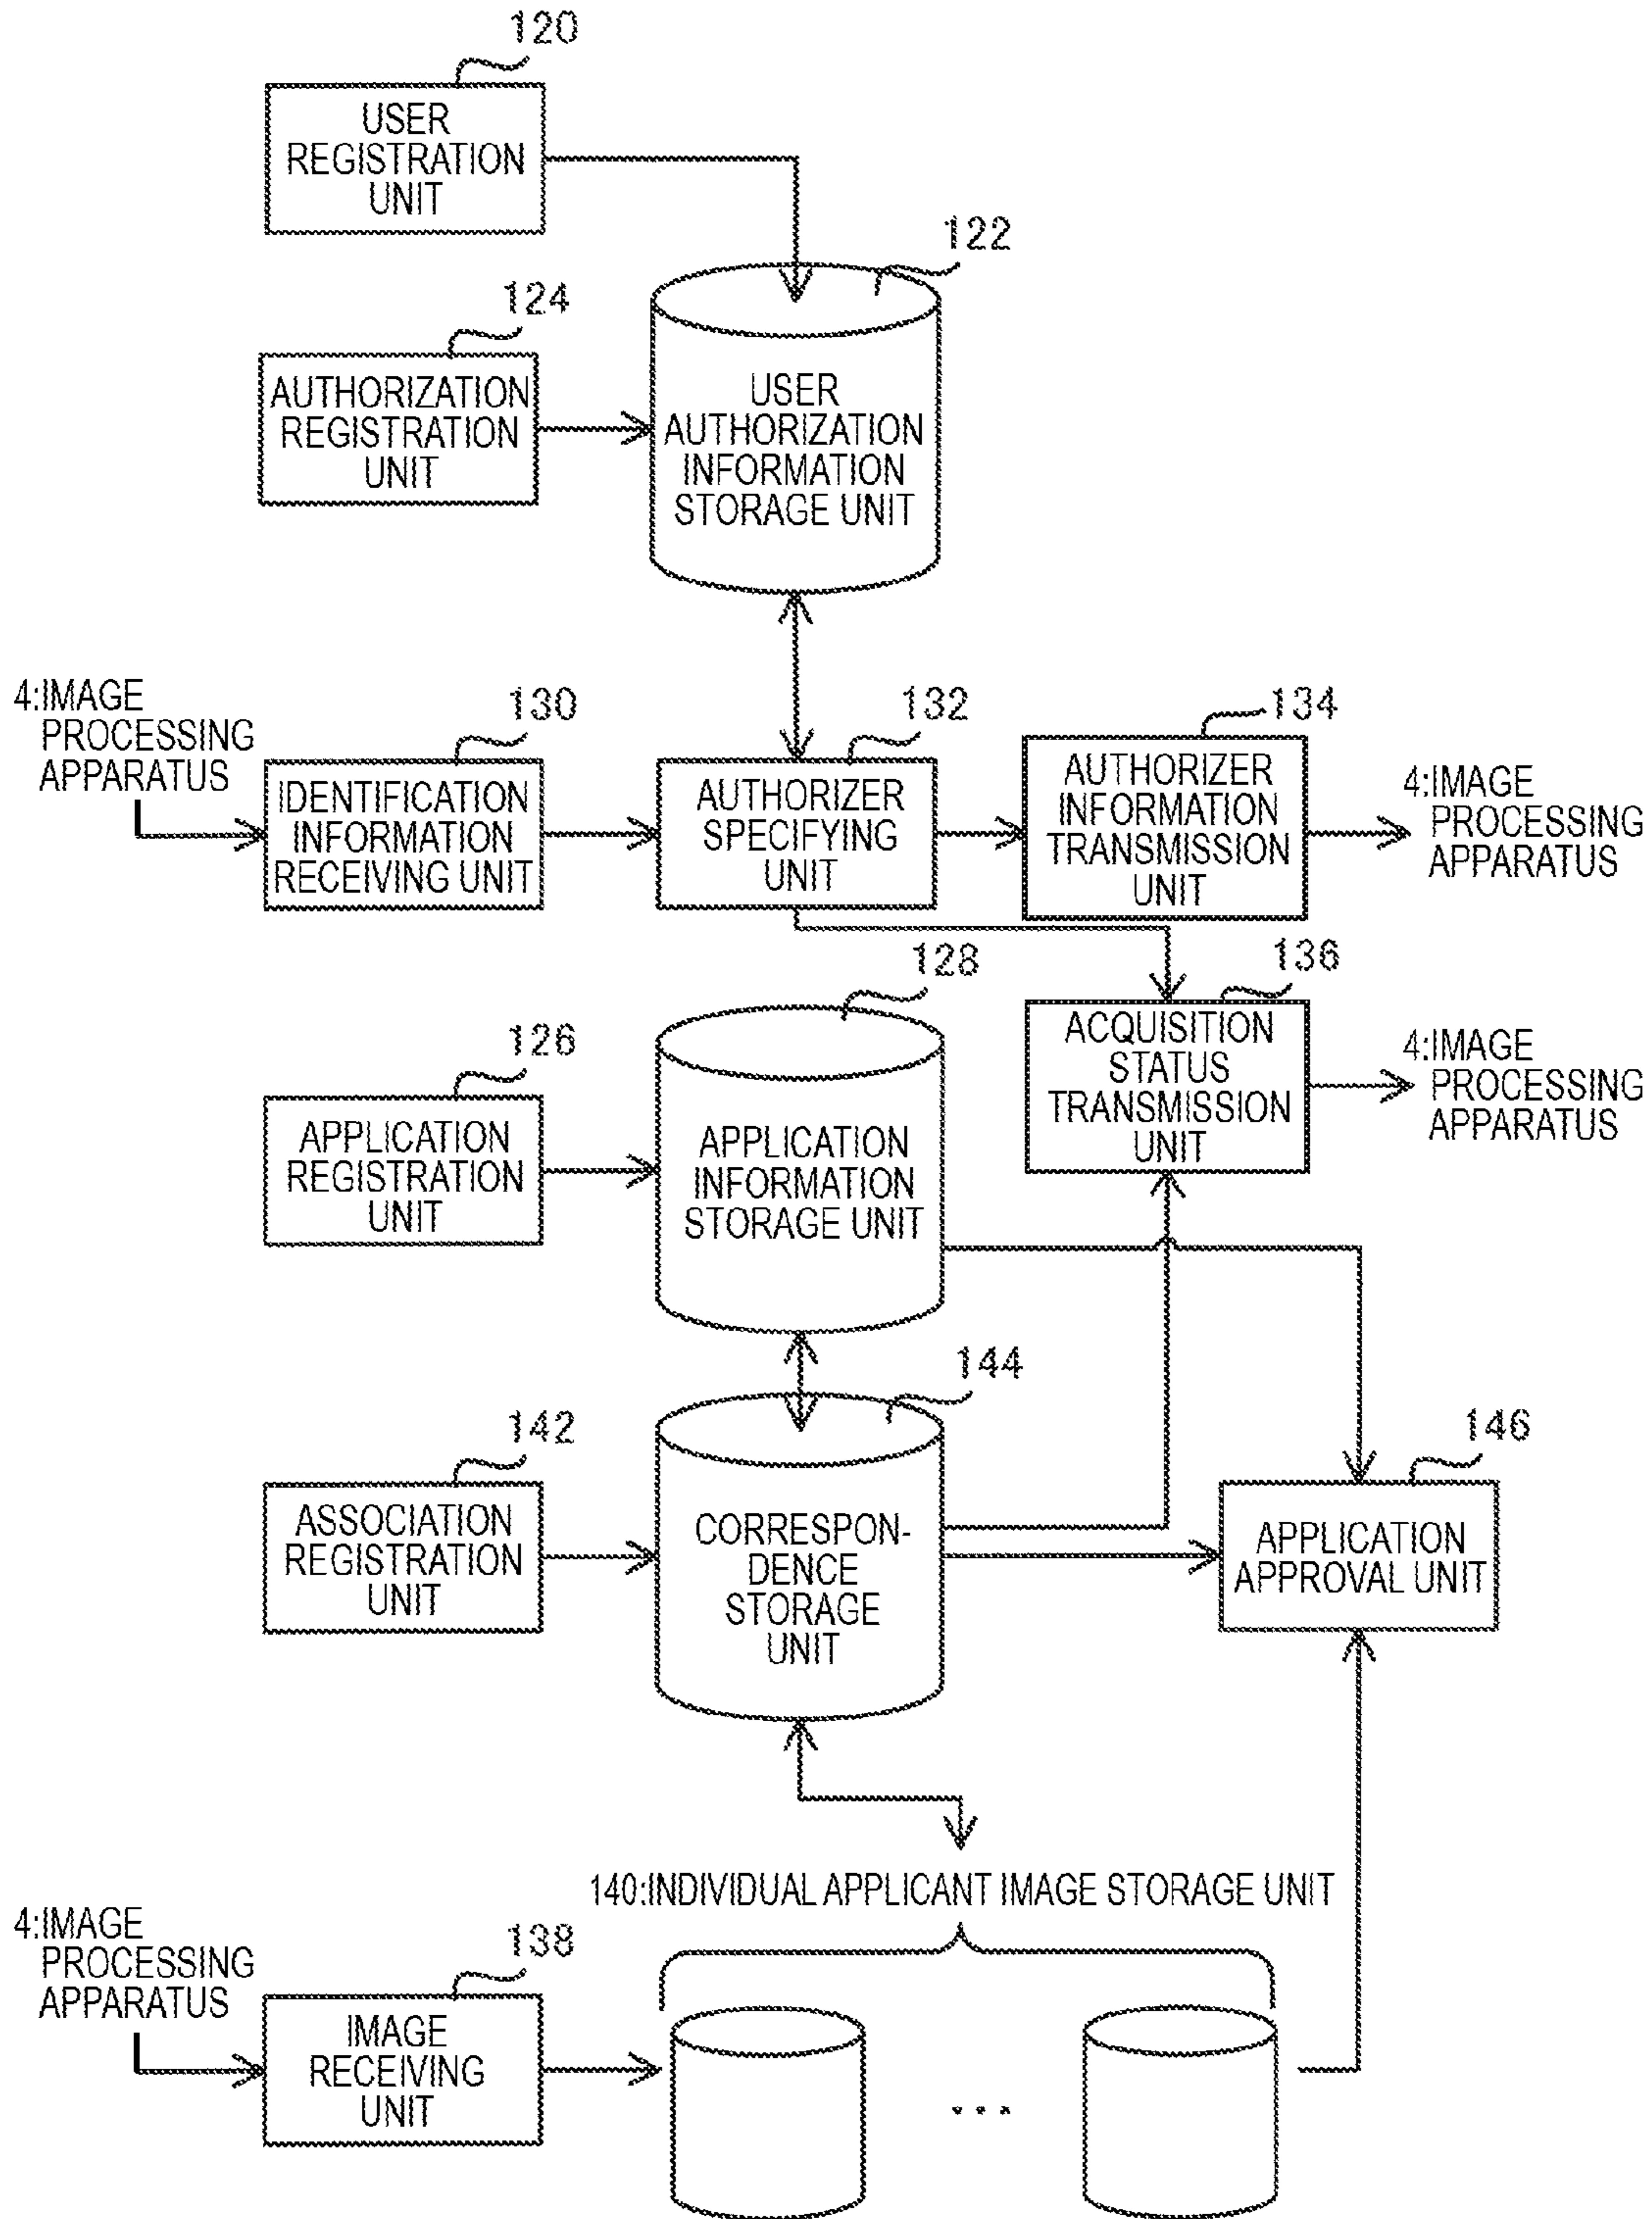 120
USER
REGISTRATION
UNIT
122
124
AUTHORIZATION
REGISTRATION
UNIT
USER
AUTHORIZATION
INFORMATION
STORAGE UNIT
4:IMAGE
PROCESSING
APPARATUS
130
IDENTIFICATION
INFORMATION
RECEIVING UNIT
132
AUTHORIZER
SPECIFYING
UNIT
134
AUTHORIZER
INFORMATION
TRANSMISSION
UNIT
4:IMAGE
PROCESSING
APPARATUS
128
136
ACQUISITION
STATUS
TRANSMISSION
UNIT
4:IMAGE
PROCESSING
APPARATUS
126
APPLICATION
REGISTRATION
UNIT
APPLICATION
INFORMATION
STORAGE UNIT
144
142
ASSOCIATION
REGISTRATION
UNIT
CORRESPON-
DENCE
STORAGE
UNIT
146
APPLICATION
APPROVAL UNIT
140:INDIVIDUAL APPLICANT IMAGE STORAGE UNIT
4:IMAGE
PROCESSING
APPARATUS
138
IMAGE
RECEIVING
UNIT
...